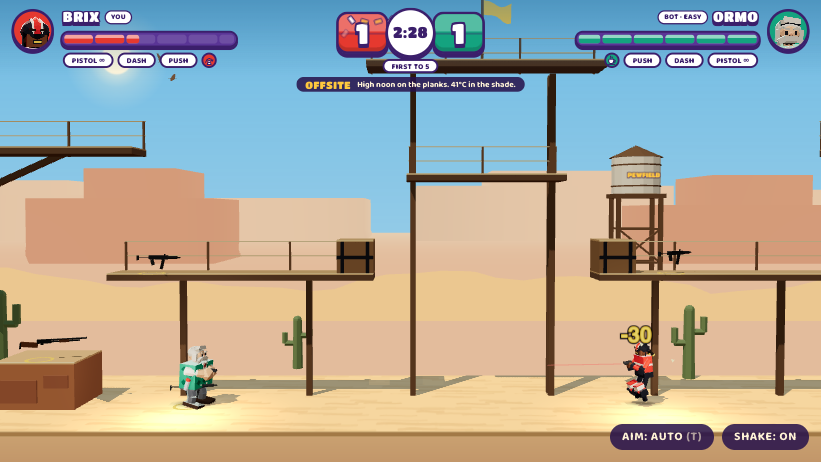 BRIX YOU
PISTOL ∞ DASH PUSH
1 2:28 1
FIRST TO 5
BOT · EASY ORMO
PUSH DASH PISTOL ∞
OFFSITE High noon on the planks. 41°C in the shade.
PEWFIELD
-30
AIM: AUTO (T) SHAKE: ON